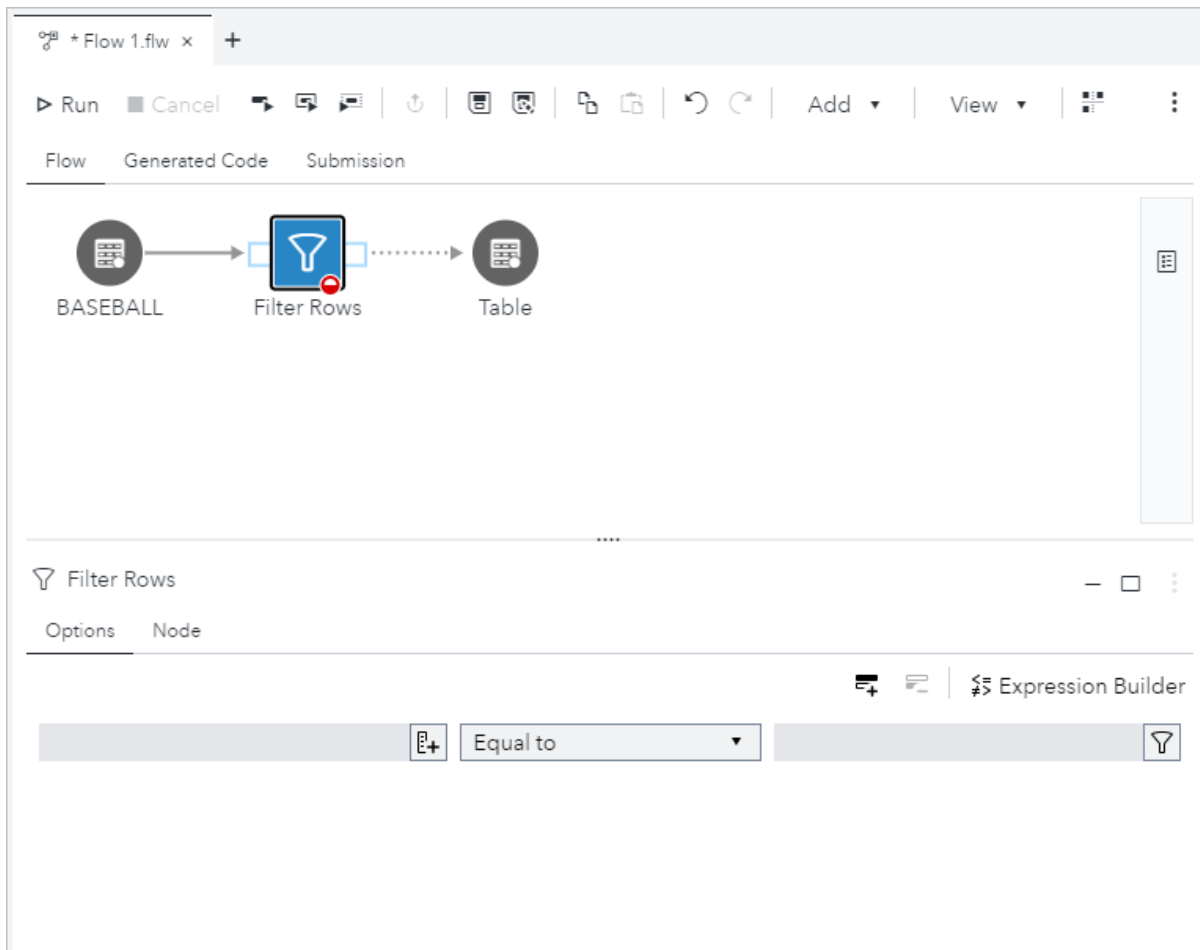 * Flow 1.flw × +
Run Cancel Add View
Flow Generated Code Submission
BASEBALL Filter Rows Table
Filter Rows
Options Node
Expression Builder
Equal to